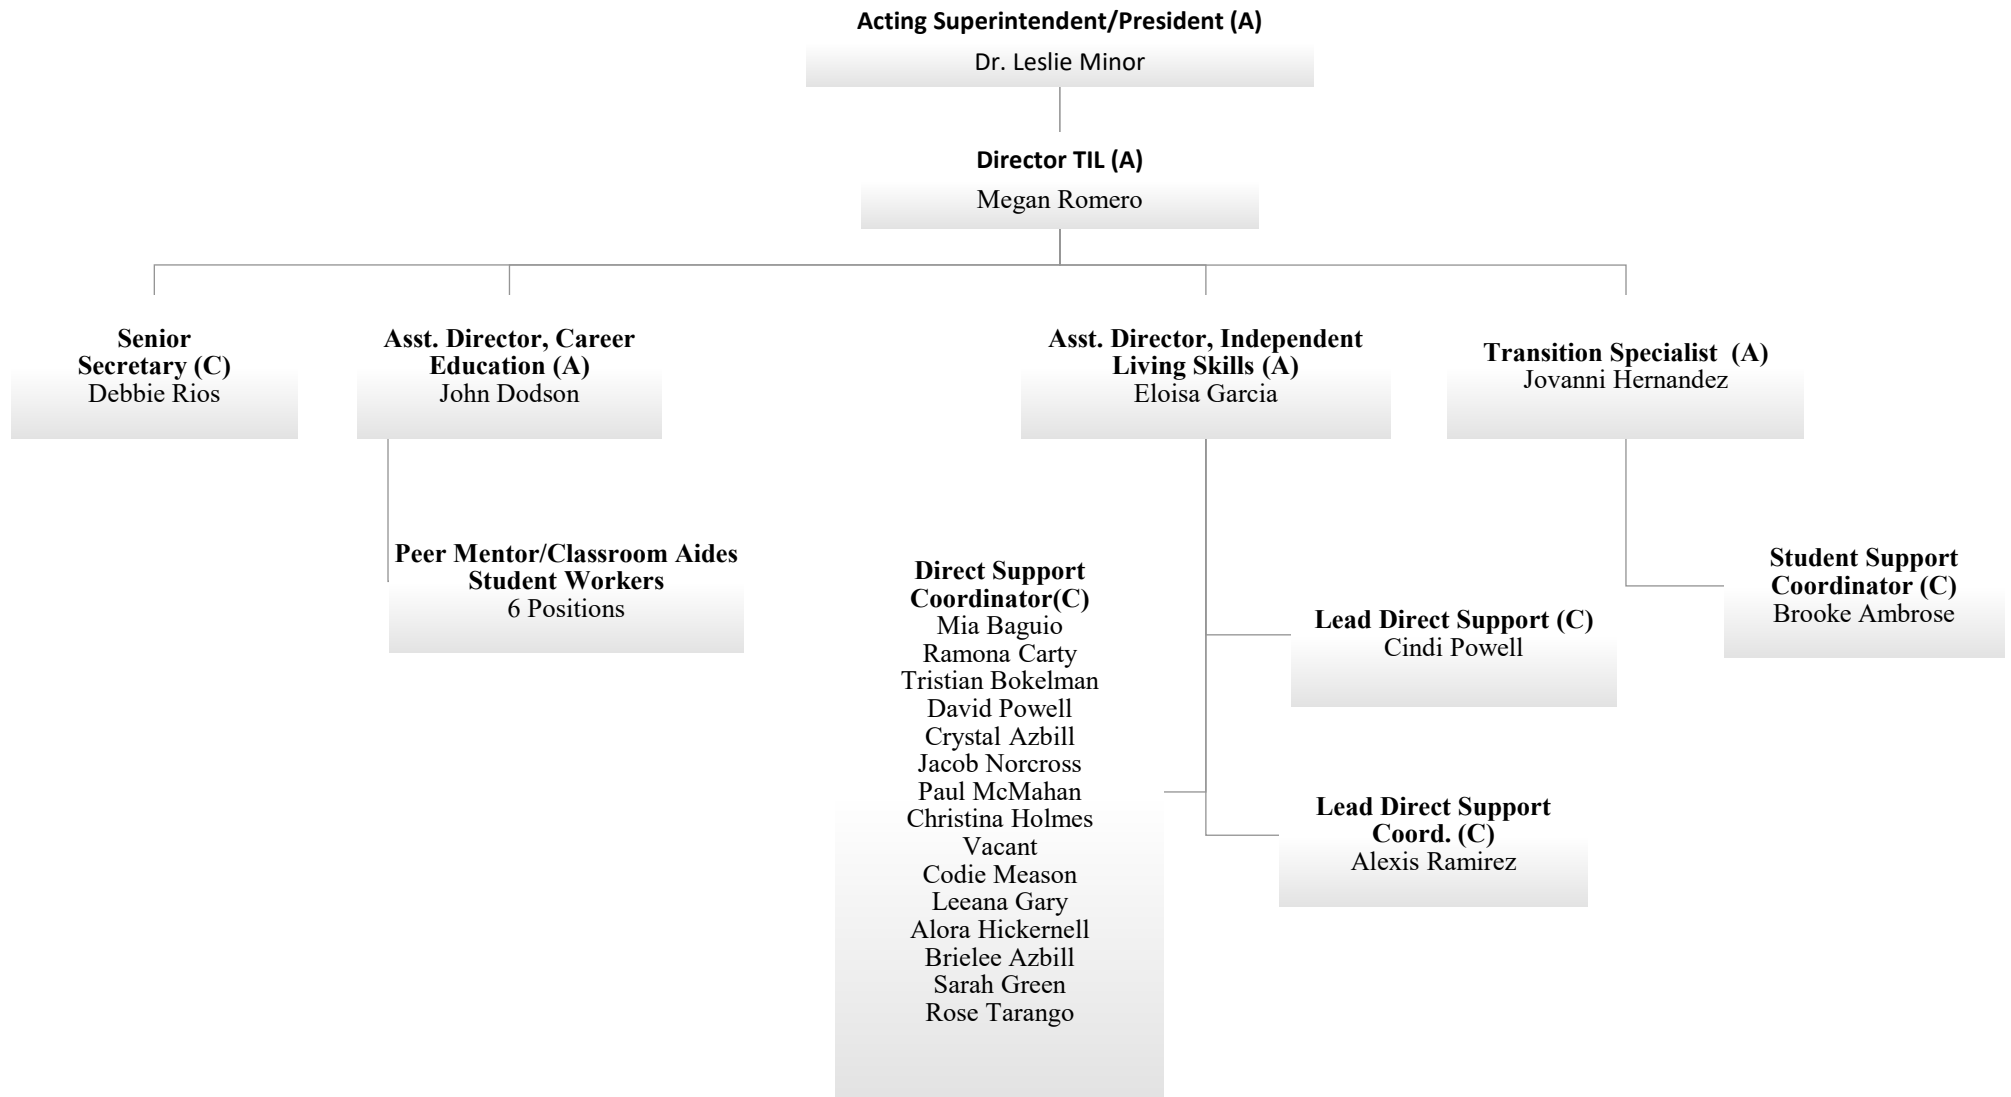 Acting Superintendent/President (A)
Dr. Leslie Minor
Director TIL (A)
Megan Romero
Senior
Secretary (C)
Debbie Rios
Asst. Director, Career
Education (A)
John Dodson
Asst. Director, Independent
Living Skills (A)
Eloisa Garcia
Transition Specialist  (A)
Jovanni Hernandez
Peer Mentor/Classroom Aides
Student Workers
6 Positions
Direct Support
Coordinator(C)
Mia Baguio
Ramona Carty
Tristian Bokelman
David Powell
Crystal Azbill
Jacob Norcross
Paul McMahan
Christina Holmes
Vacant
Codie Meason
Leeana Gary
Alora Hickernell
Brielee Azbill
Sarah Green
Rose Tarango
Lead Direct Support (C)
Cindi Powell
Lead Direct Support
Coord. (C)
Alexis Ramirez
Student Support
Coordinator (C)
Brooke Ambrose